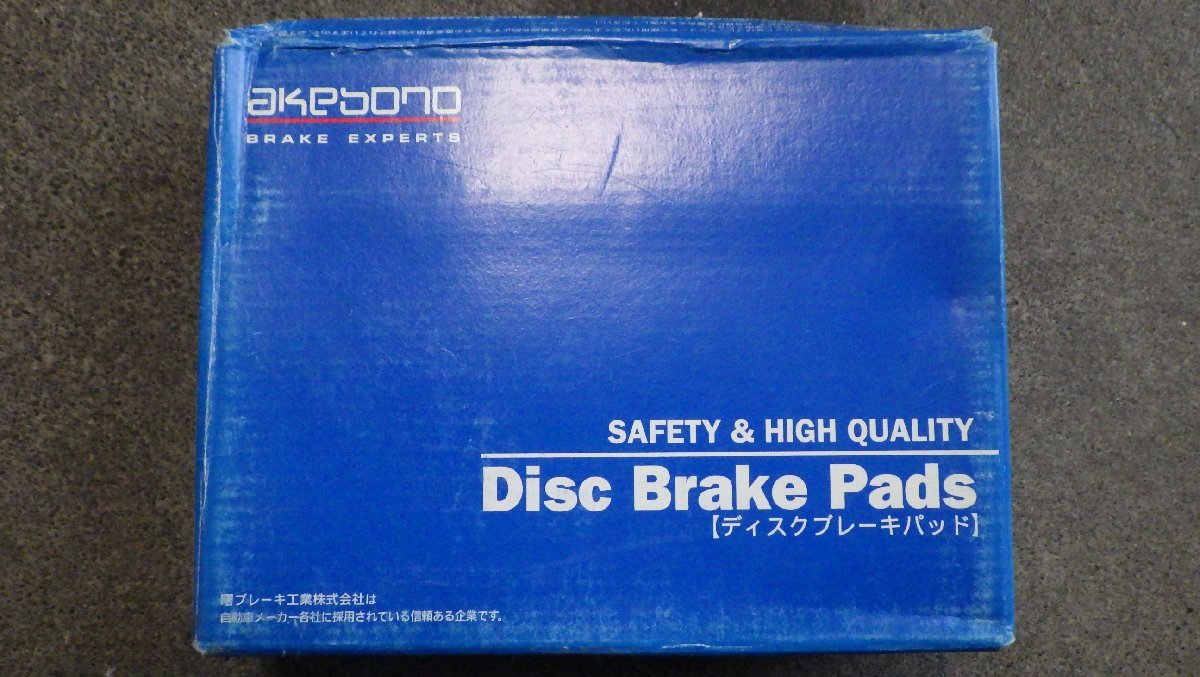 akebono
BRAKE EXPERTS
SAFETY & HIGH QUALITY
Disc Brake Pads
【ディスクブレーキパッド】
曙ブレーキ工業株式会社は
自動車メーカー各社に採用されている信頼ある企業です。